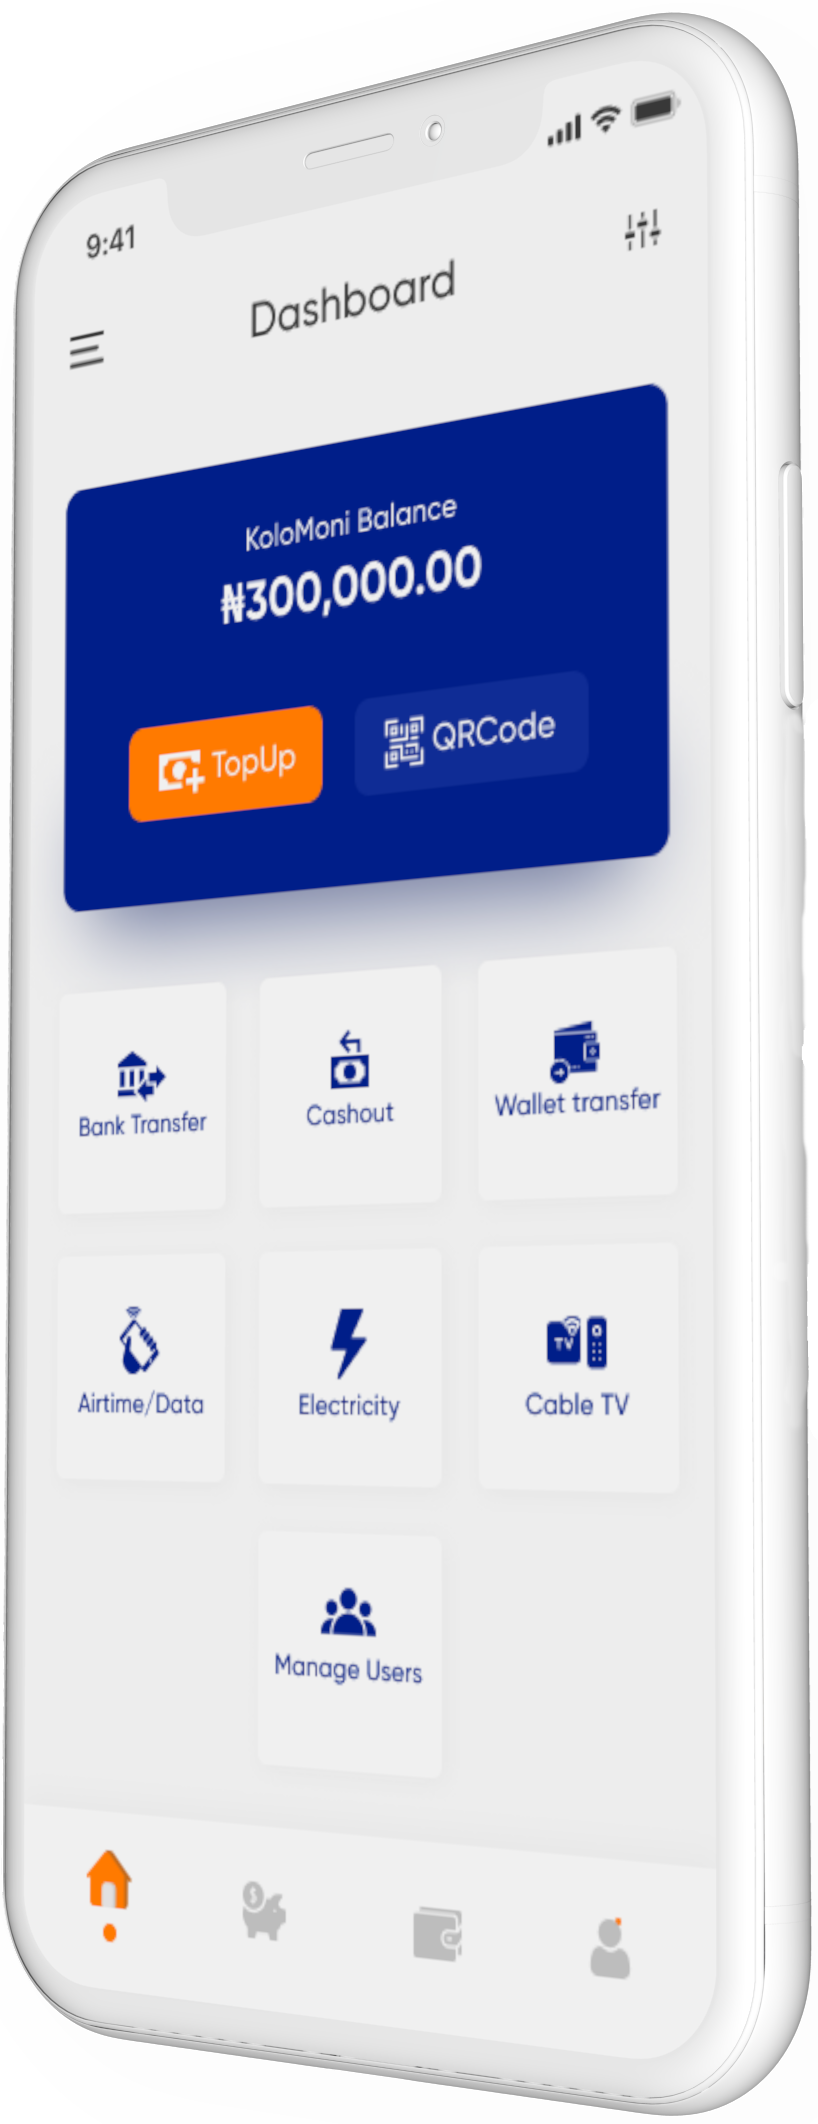 9:41
Dashboard
KoloMoni Balance
₦300,000.00
TopUp
QRCode
Bank Transfer
Cashout
Wallet transfer
TV
Airtime/Data
Electricity
Cable TV
Manage Users